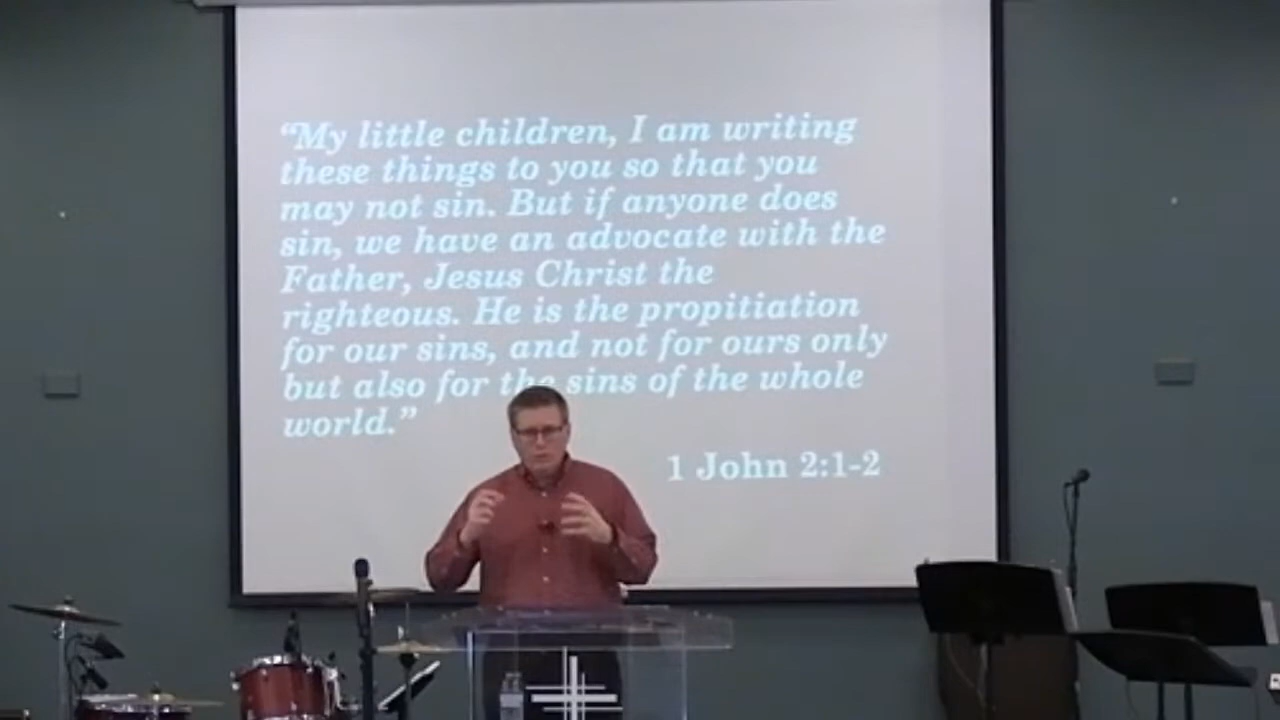 “My little children, I am writing
these things to you so that you
may not sin. But if anyone does
sin, we have an advocate with the
Father, Jesus Christ the
righteous. He is the propitiation
for our sins, and not for ours only
but also for the sins of the whole
world.”
1 John 2:1-2